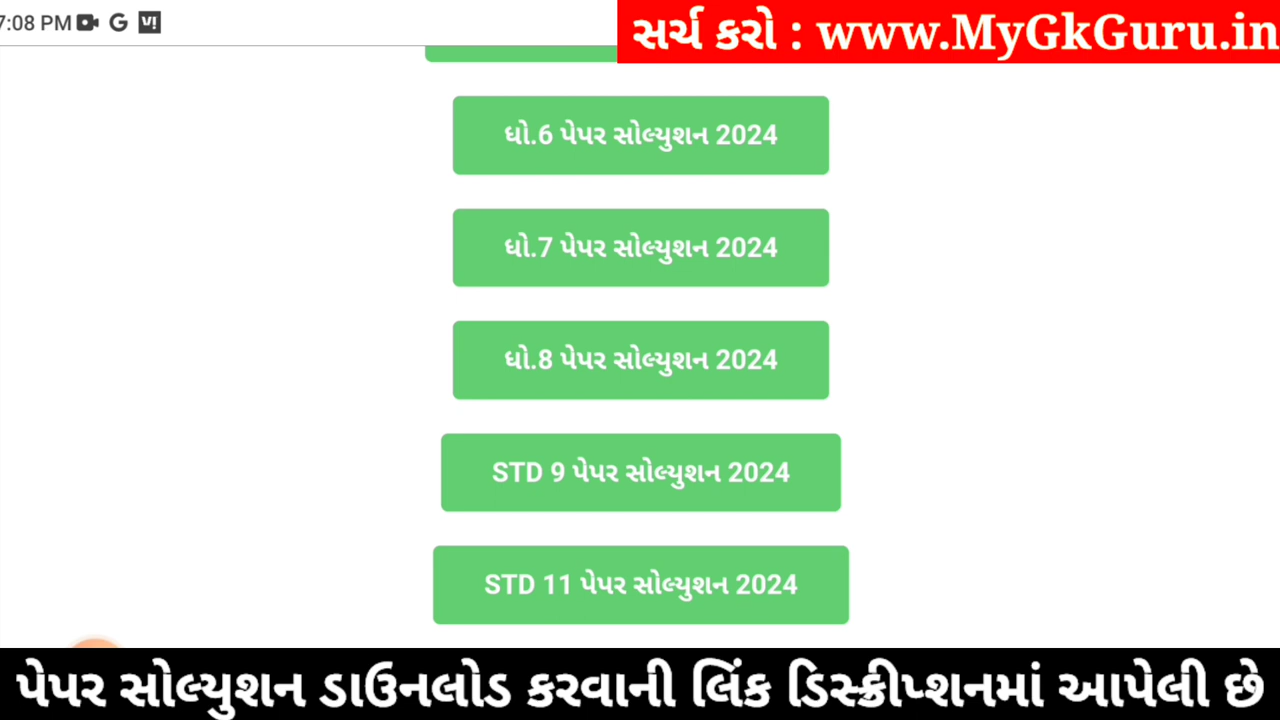 7:08 PM G V!
સર્ચ કરો : www.MyGkGuru.in
ધો.6 પેપર સોલ્યુશન 2024
ધો.7 પેપર સોલ્યુશન 2024
ધો.8 પેપર સોલ્યુશન 2024
STD 9 પેપર સોલ્યુશન 2024
STD 11 પેપર સોલ્યુશન 2024
પેપર સોલ્યુશન ડાઉનલોડ કરવાની લિંક ડિસ્ક્રીપ્શનમાં આપેલી છે